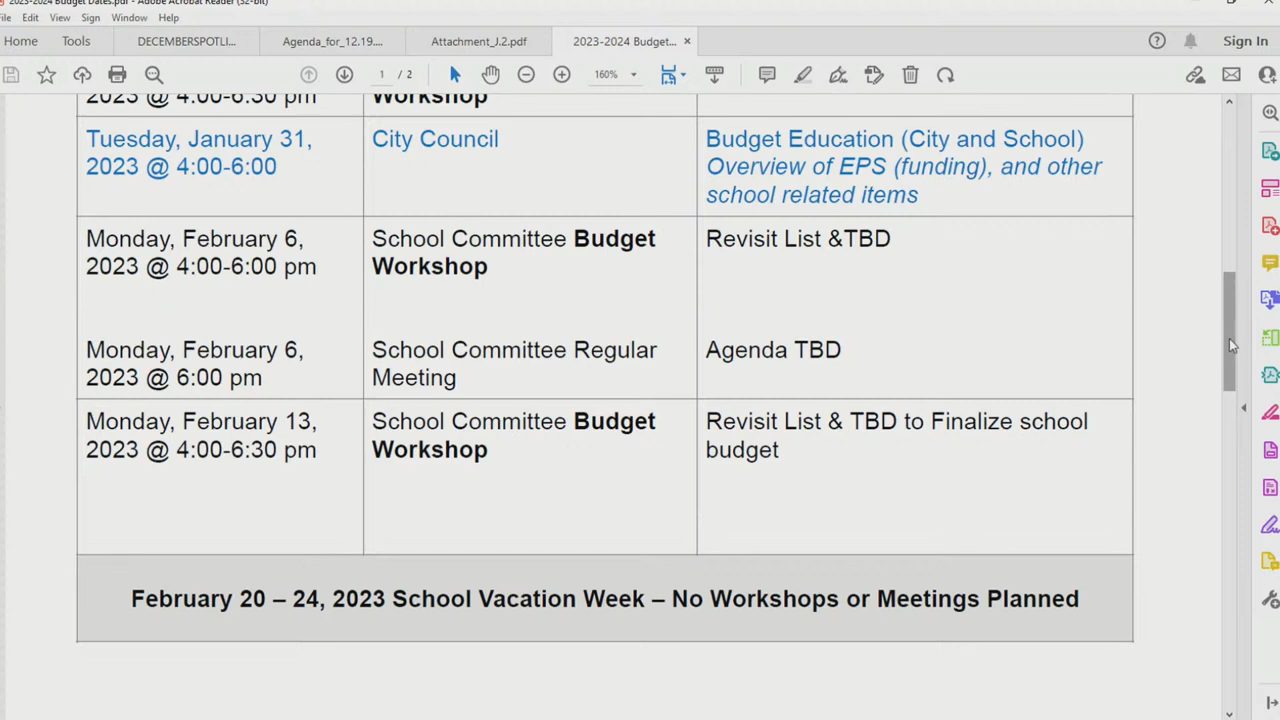 2023-2024 Budget Dates.pdf - Adobe Acrobat Reader (32-bit)
File Edit View Sign Window Help
Home Tools DECEMBERSPOTLI... Agenda_for_12.19.... Attachment_J.2.pdf 2023-2024 Budget... × Sign In
1 / 2 160%
2023 @ 4:00-6:30 pm
Workshop
Tuesday, January 31,
2023 @ 4:00-6:00
City Council
Budget Education (City and School)
Overview of EPS (funding), and other
school related items
Monday, February 6,
2023 @ 4:00-6:00 pm
School Committee Budget
Workshop
Revisit List &TBD
Monday, February 6,
2023 @ 6:00 pm
School Committee Regular
Meeting
Agenda TBD
Monday, February 13,
2023 @ 4:00-6:30 pm
School Committee Budget
Workshop
Revisit List & TBD to Finalize school
budget
February 20 – 24, 2023 School Vacation Week – No Workshops or Meetings Planned